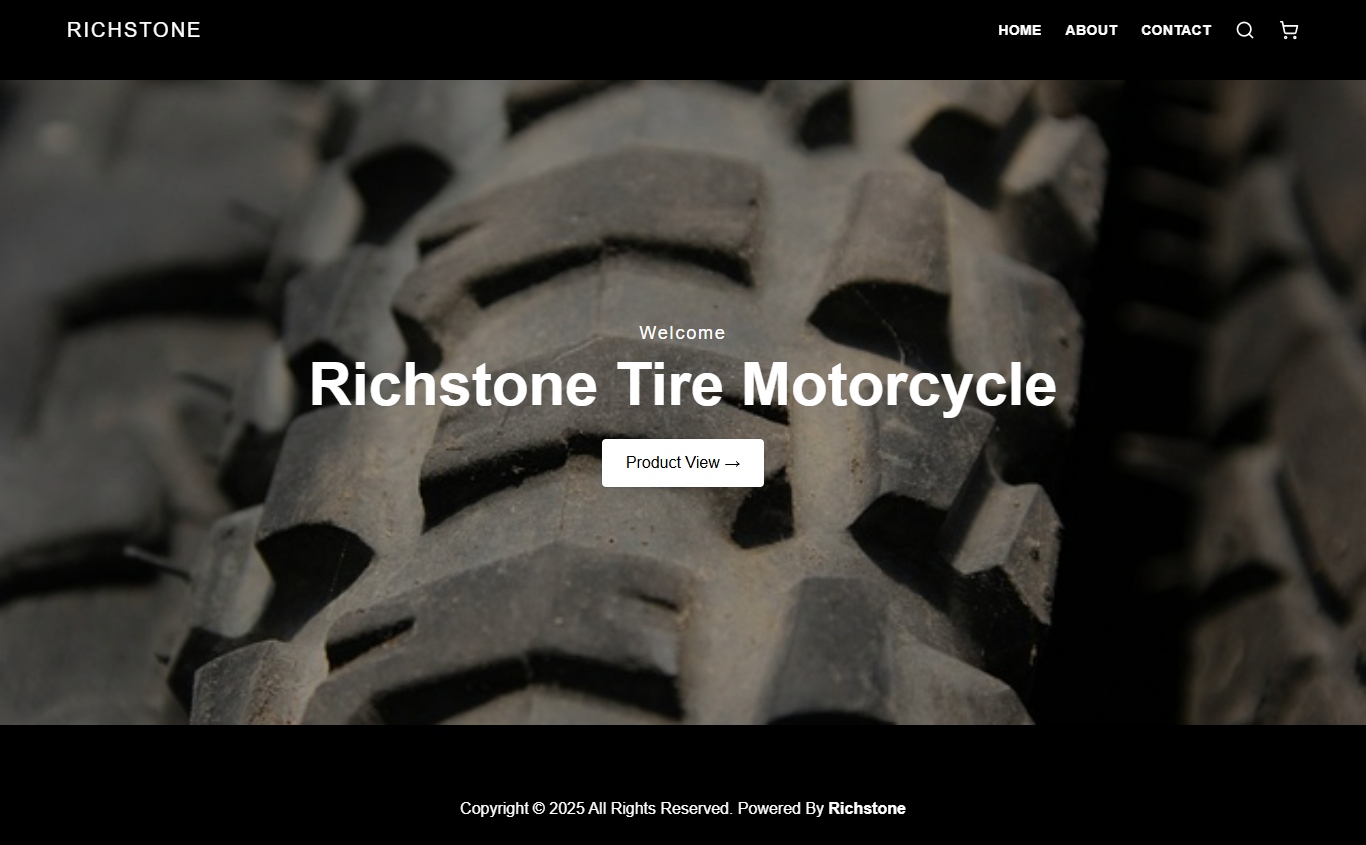 RICHSTONE
HOME ABOUT CONTACT
Welcome
Richstone Tire Motorcycle
Product View →
Copyright © 2025 All Rights Reserved. Powered By Richstone